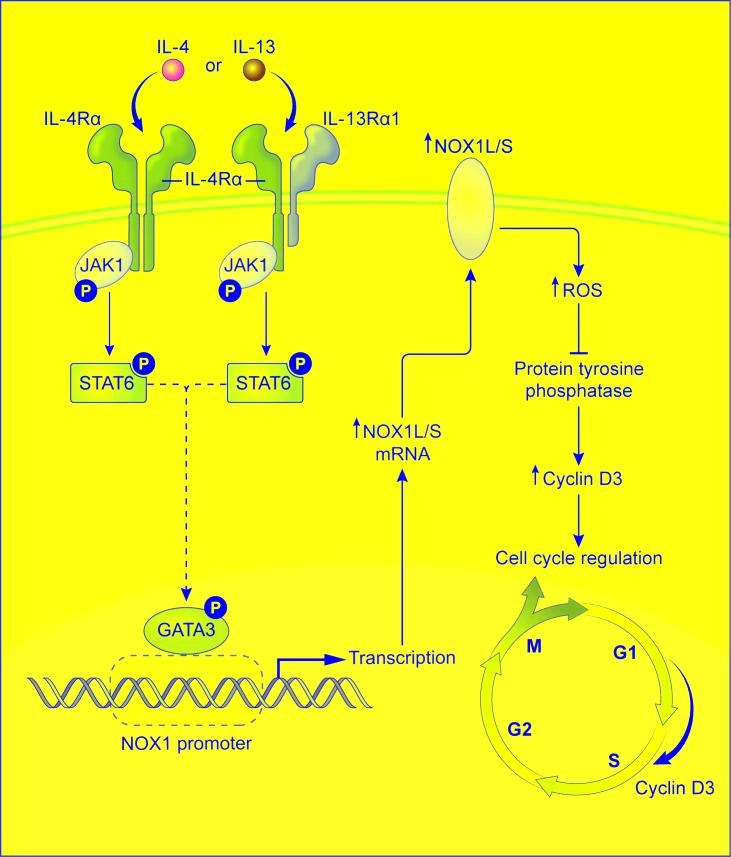 IL-4 or IL-13
IL-4Rα
IL-13Rα1
IL-4Rα
↑NOX1L/S
JAK1
P
JAK1
P
↑ROS
STAT6
P
STAT6
P
Protein tyrosine
phosphatase
↑NOX1L/S
mRNA
↑Cyclin D3
Cell cycle regulation
GATA3
P
Transcription
NOX1 promoter
M
G1
G2
S
Cyclin D3